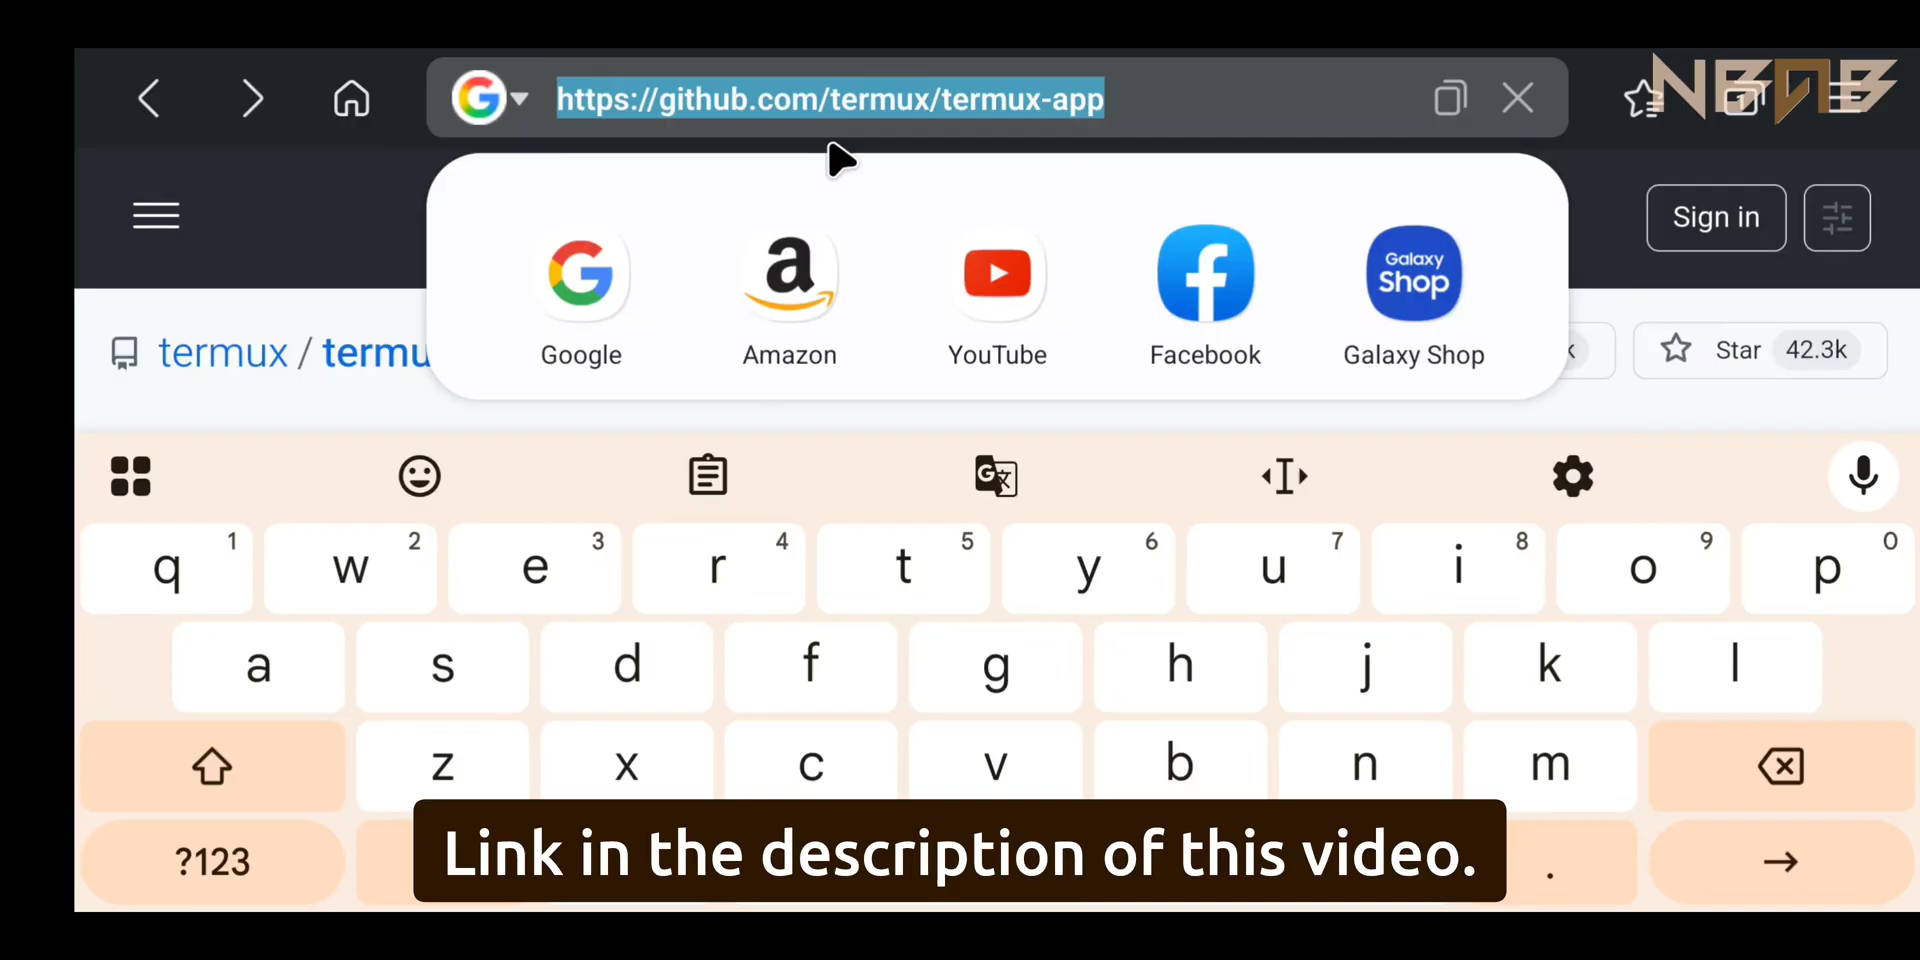 https://github.com/termux/termux-app
NBNB
1
Sign in
Google
Amazon
YouTube
Facebook
Galaxy Shop
Galaxy Shop
termux / termu
k
Star 42.3k
q 1 w 2 e 3 r 4 t 5 y 6 u 7 i 8 o 9 p 0
a s d f g h j k l
z x c v b n m
?123 .
Link in the description of this video.